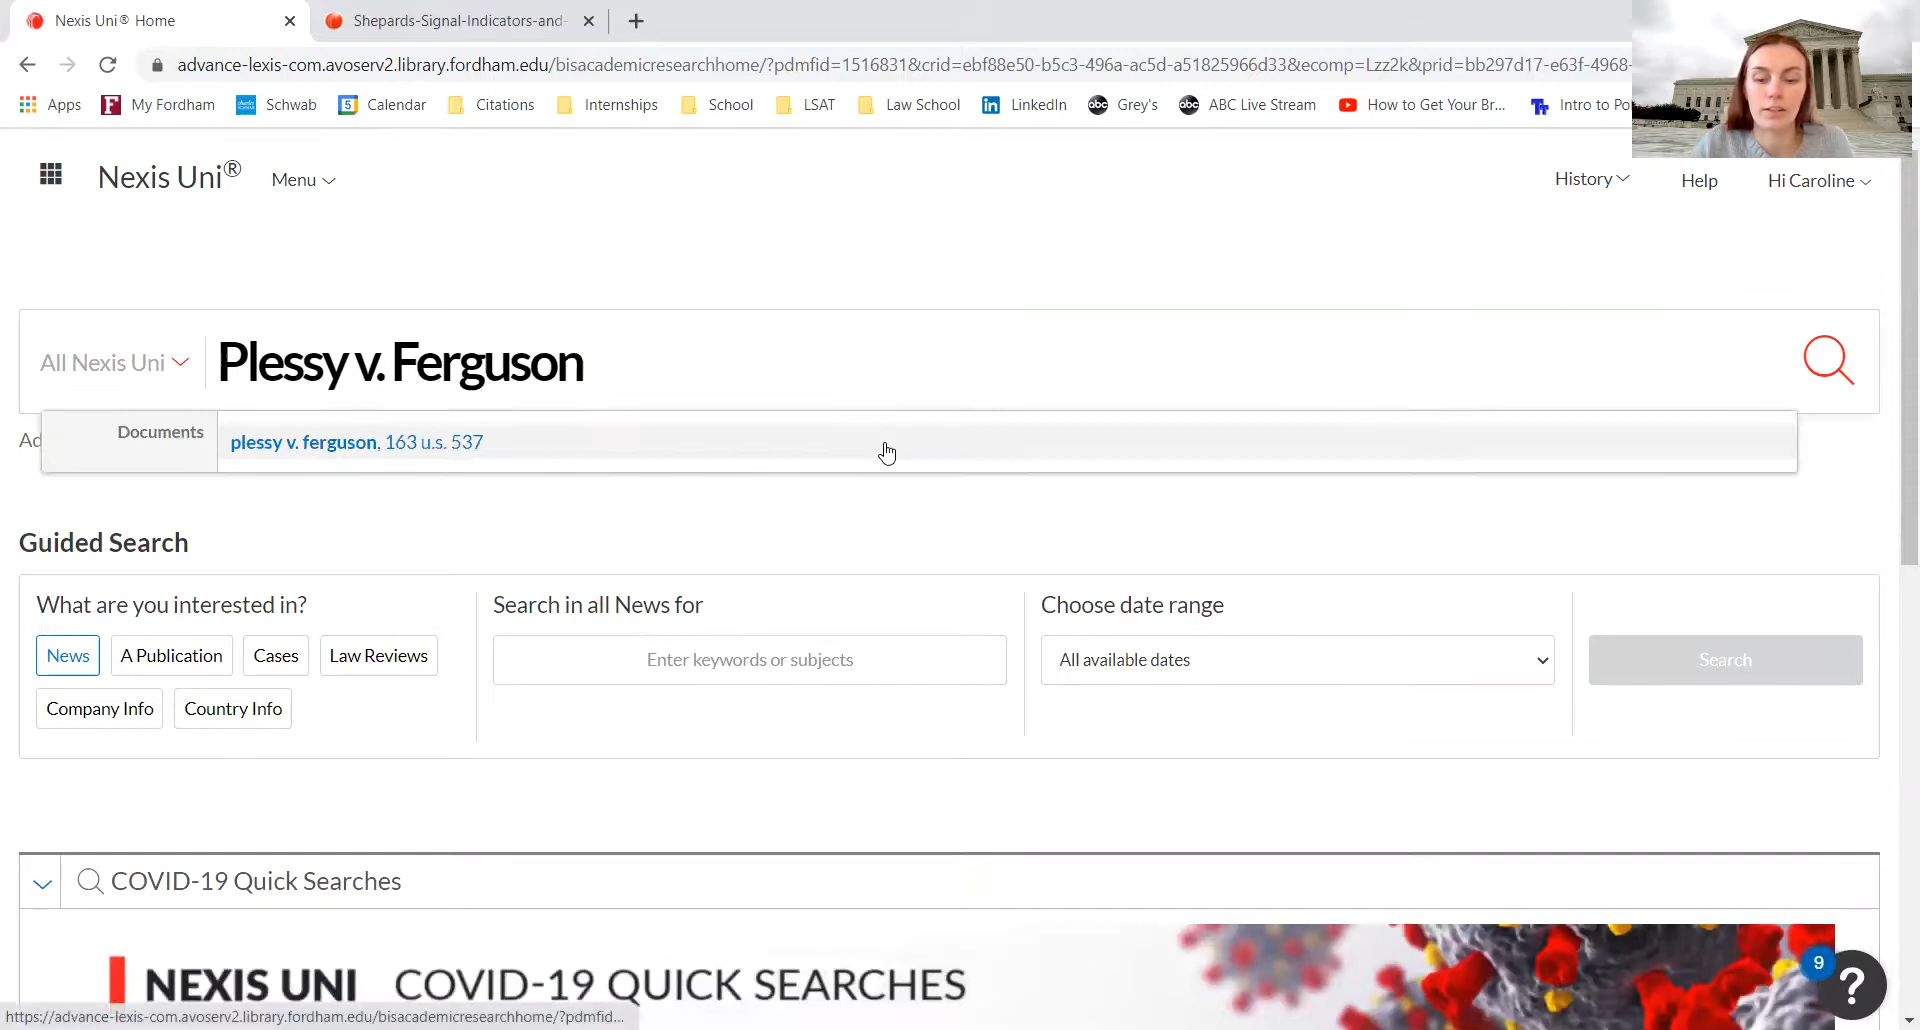 Nexis Uni® Home
Shepards-Signal-Indicators-and-
advance-lexis-com.avoserv2.library.fordham.edu/bisacademicresearchhome/?pdmfid=1516831&crid=ebf88e50-b5c3-496a-ac5d-a51825966d33&ecomp=Lzz2k&prid=bb297d17-e63f-4968-
Apps My Fordham Schwab Calendar Citations Internships School LSAT Law School LinkedIn Grey's ABC Live Stream How to Get Your Br... Intro to Po
Nexis Uni® Menu History Help Hi Caroline
All Nexis Uni Plessy v. Ferguson
Ad Documents plessy v. ferguson, 163 u.s. 537
Guided Search
What are you interested in? Search in all News for Choose date range
News A Publication Cases Law Reviews Enter keywords or subjects All available dates Search
Company Info Country Info
COVID-19 Quick Searches
NEXIS UNI COVID-19 QUICK SEARCHES
9 ?
https://advance-lexis-com.avoserv2.library.fordham.edu/bisacademicresearchhome/?pdmfid...